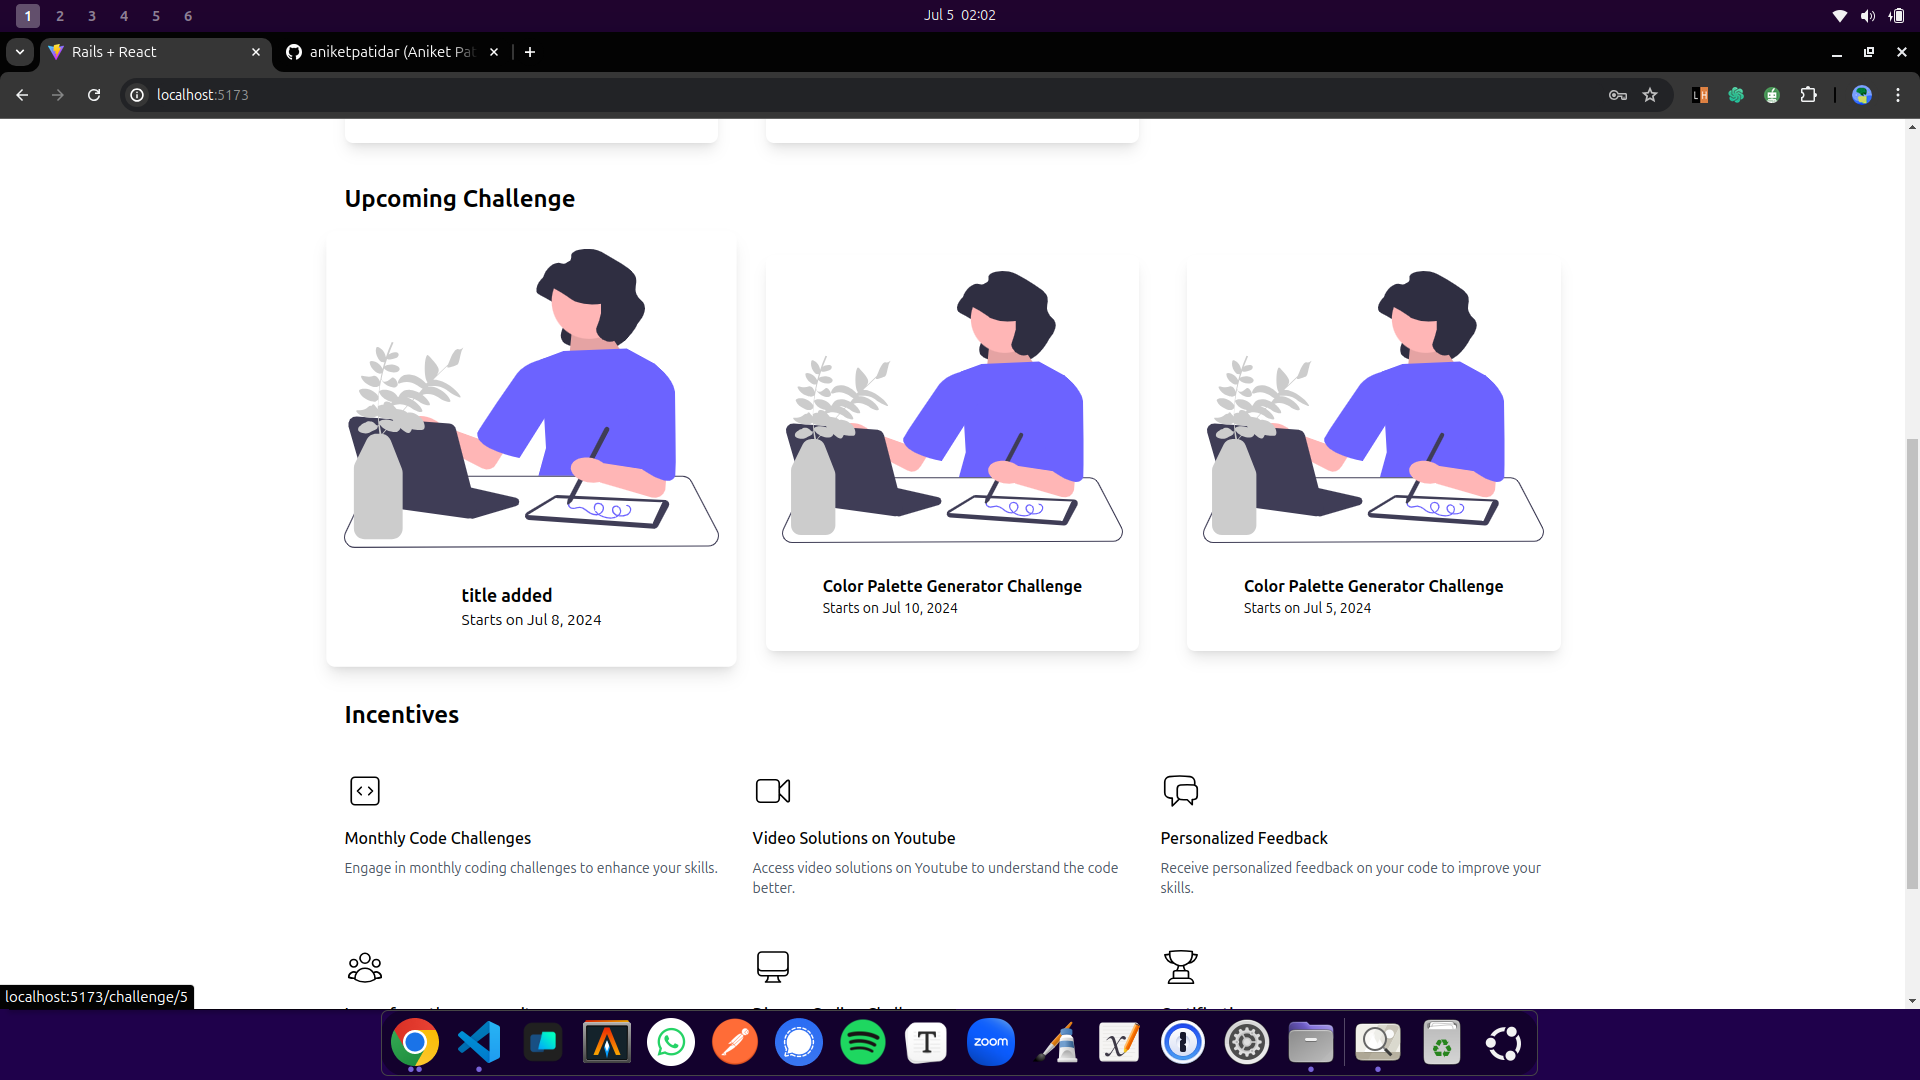 1 2 3 4 5 6 Jul 5 02:02
Rails + React aniketpatidar (Aniket Pat
localhost:5173
Upcoming Challenge
title added
Starts on Jul 8, 2024
Color Palette Generator Challenge
Starts on Jul 10, 2024
Color Palette Generator Challenge
Starts on Jul 5, 2024
Incentives
Monthly Code Challenges
Engage in monthly coding challenges to enhance your skills.
Video Solutions on Youtube
Access video solutions on Youtube to understand the code
better.
Personalized Feedback
Receive personalized feedback on your code to improve your
skills.
localhost:5173/challenge/5
zoom